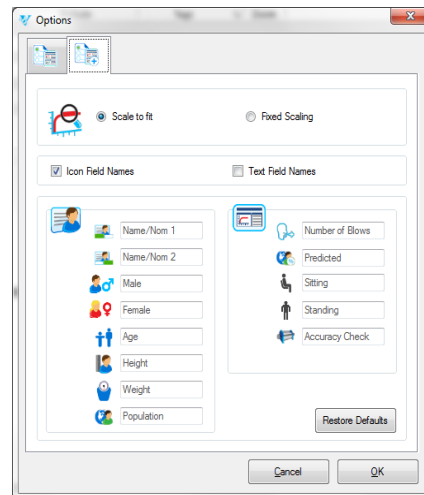 Options
Scale to fit
Fixed Scaling
Icon Field Names
Text Field Names
Name/Nom 1
Name/Nom 2
Male
Female
Age
Height
Weight
Population
Number of Blows
Predicted
Sitting
Standing
Accuracy Check
Restore Defaults
Cancel
OK